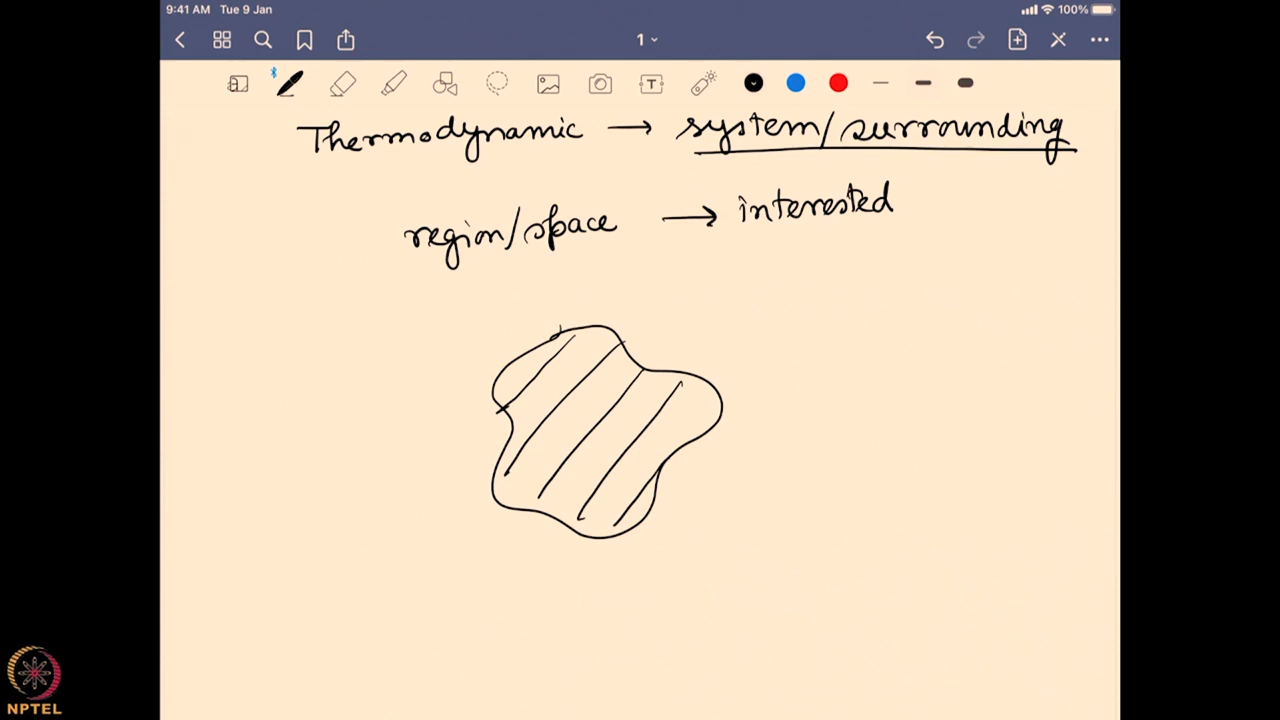 9:41 AM Tue 9 Jan 100%
1
T
Thermodynamic → system/surrounding
region/space → interested
NPTEL